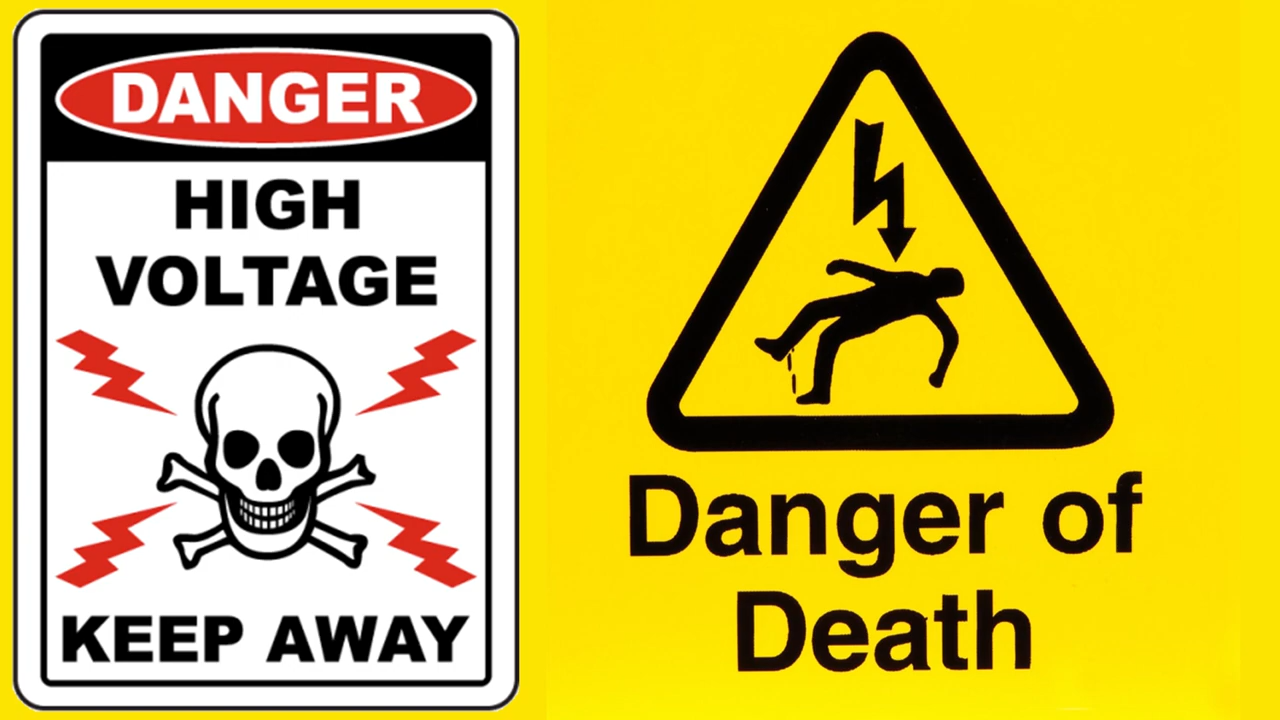 DANGER
HIGH
VOLTAGE
KEEP AWAY
Danger of
Death